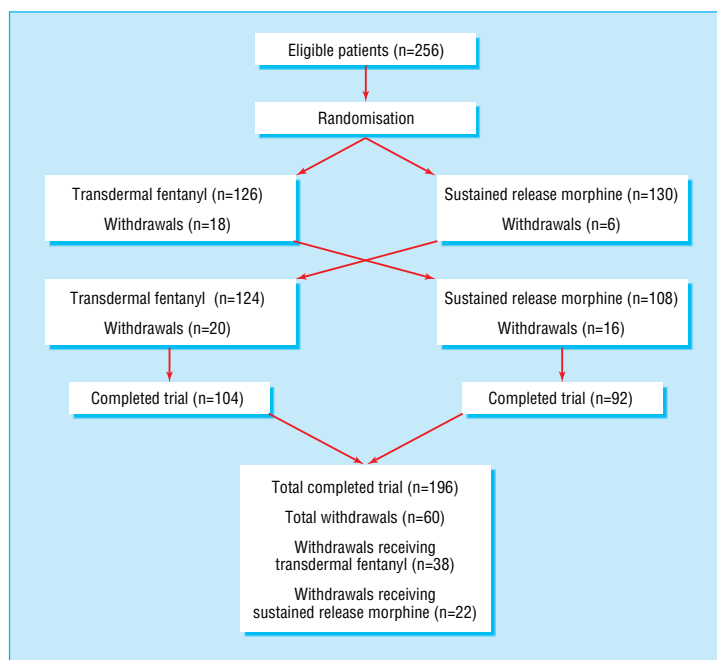 Eligible patients (n=256)
Randomisation
Transdermal fentanyl (n=126)
Withdrawals (n=18)
Sustained release morphine (n=130)
Withdrawals (n=6)
Transdermal fentanyl (n=124)
Withdrawals (n=20)
Sustained release morphine (n=108)
Withdrawals (n=16)
Completed trial (n=104)
Completed trial (n=92)
Total completed trial (n=196)
Total withdrawals (n=60)
Withdrawals receiving
transdermal fentanyl (n=38)
Withdrawals receiving
sustained release morphine (n=22)